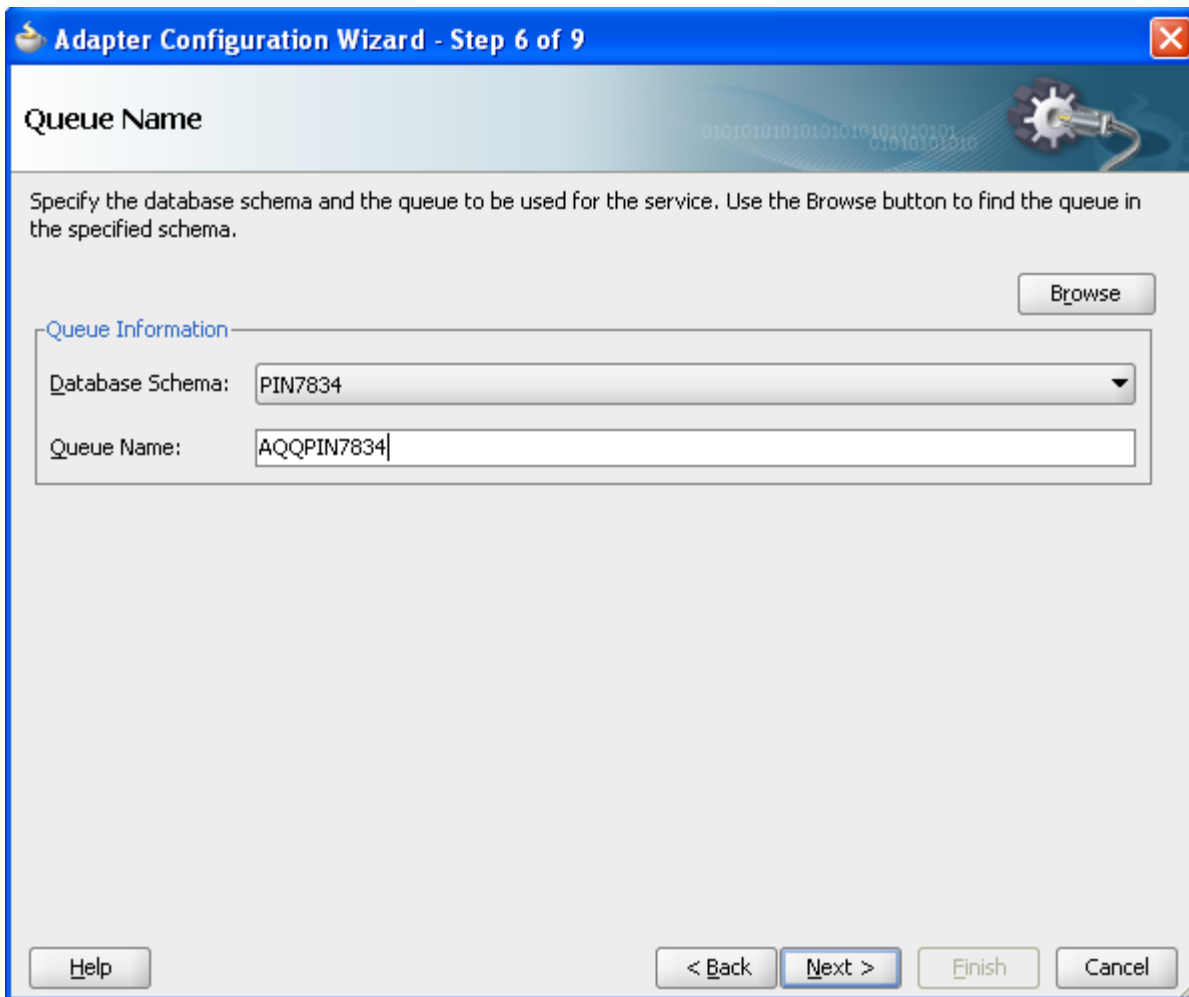 Adapter Configuration Wizard - Step 6 of 9
Queue Name
0101010101010101010101010101
01010101010
Specify the database schema and the queue to be used for the service. Use the Browse button to find the queue in
the specified schema.
Browse
Queue Information
Database Schema: PIN7834
Queue Name: AQQPIN7834
Help < Back Next > Finish Cancel